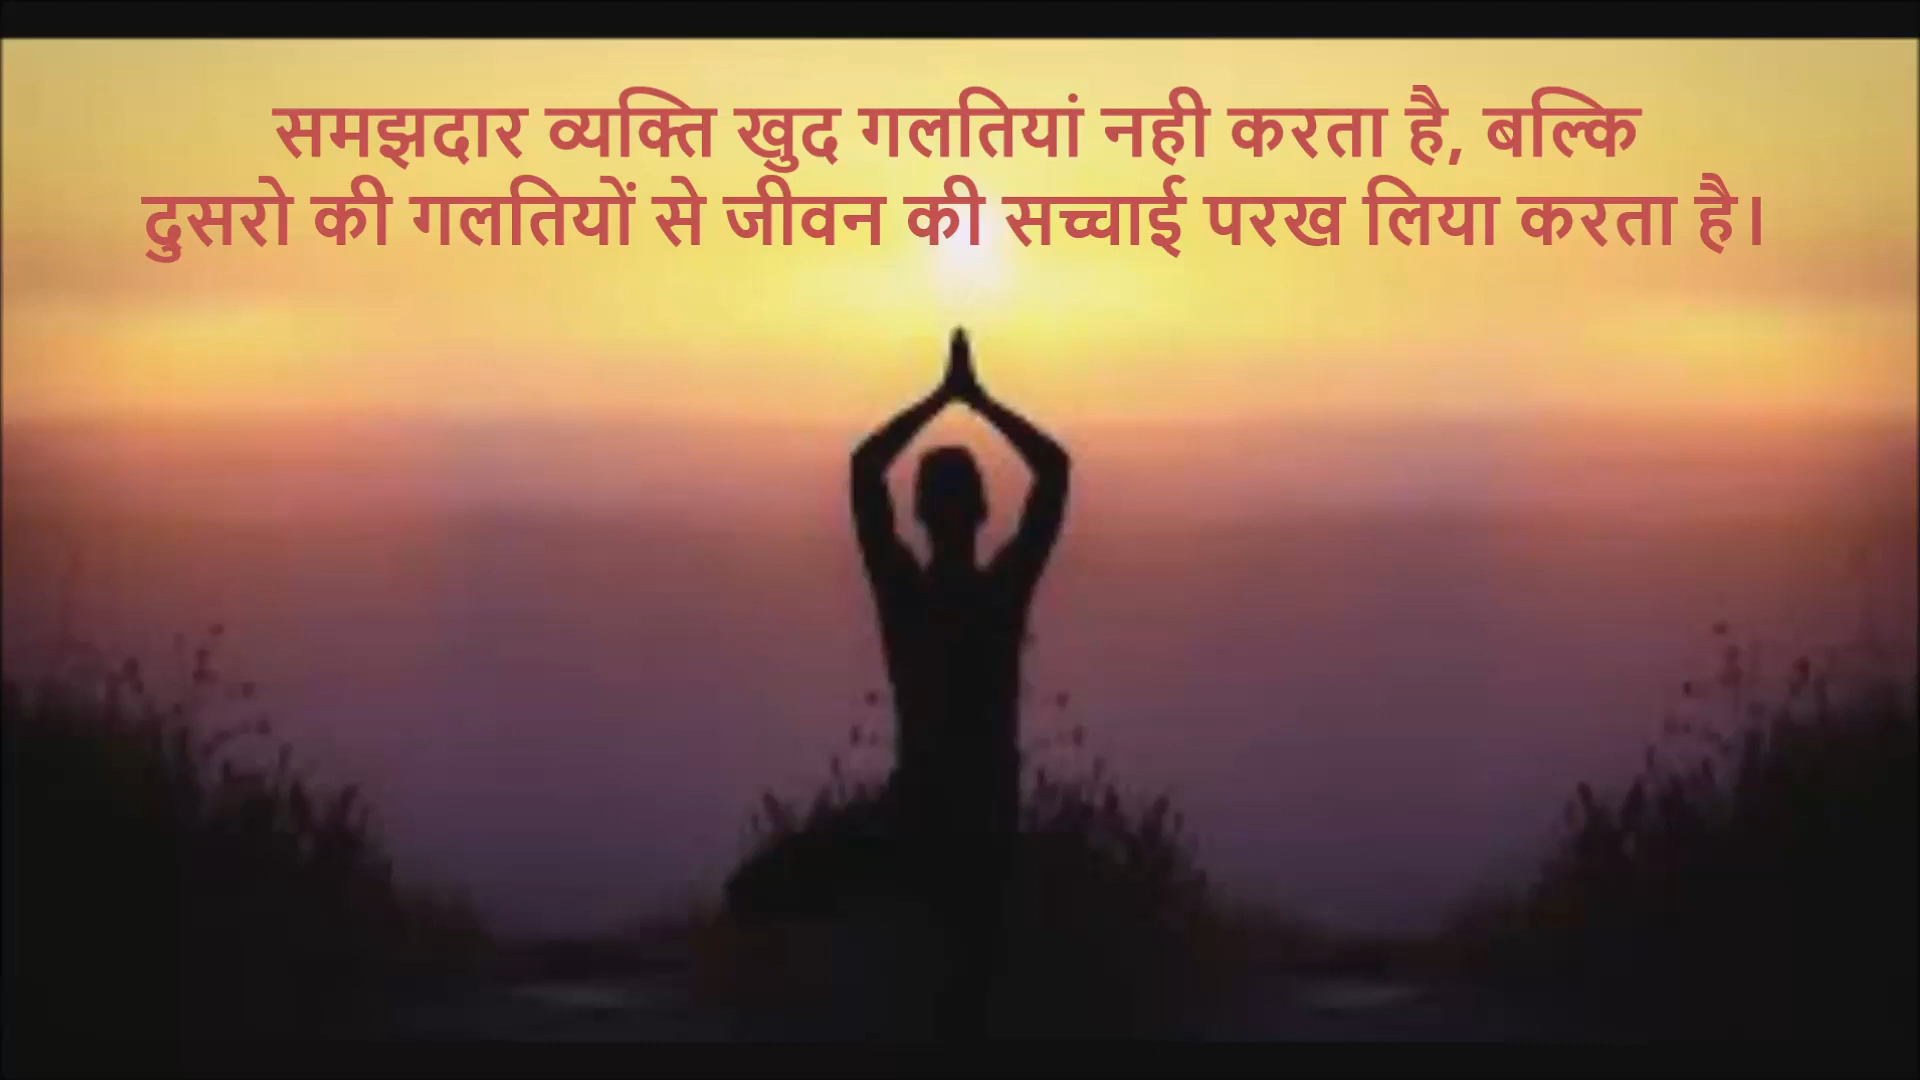 समझदार व्यक्ति खुद गलतियां नही करता है, बल्कि
दुसरो की गलतियों से जीवन की सच्चाई परख लिया करता है।